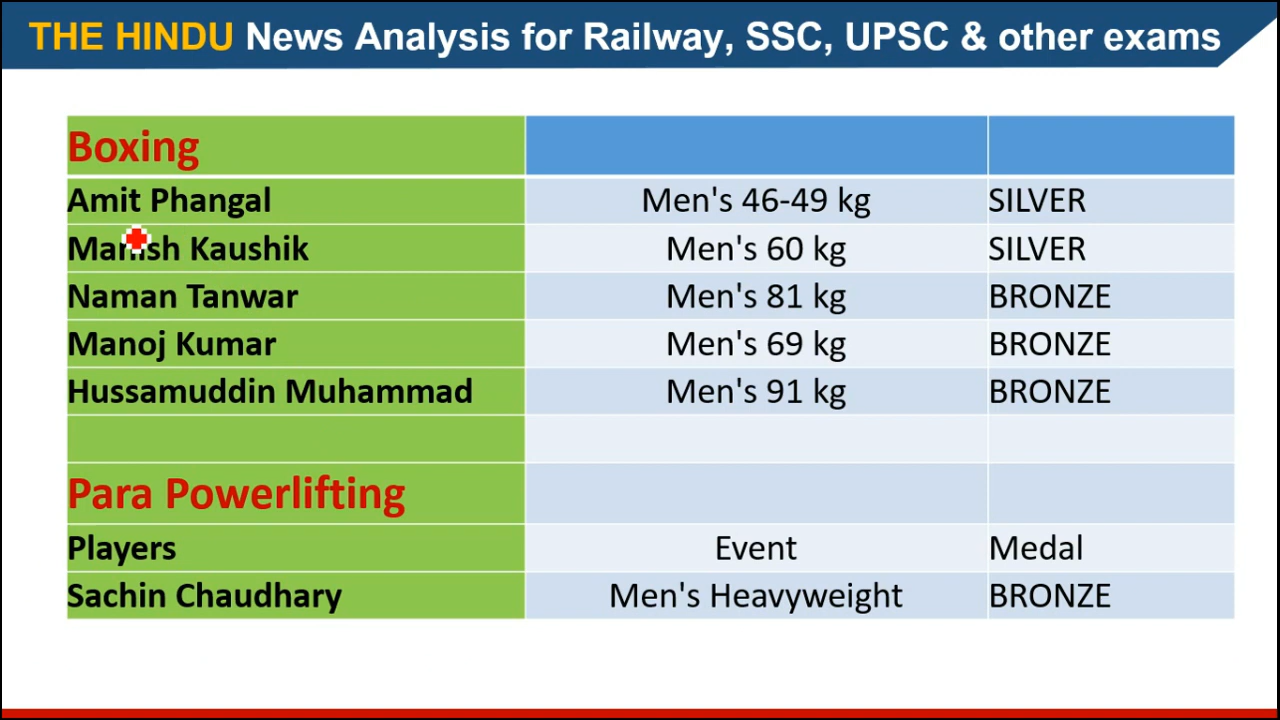 THE HINDU News Analysis for Railway, SSC, UPSC & other exams
Boxing
Amit Phangal Men's 46-49 kg SILVER
Manish Kaushik Men's 60 kg SILVER
Naman Tanwar Men's 81 kg BRONZE
Manoj Kumar Men's 69 kg BRONZE
Hussamuddin Muhammad Men's 91 kg BRONZE
Para Powerlifting
Players Event Medal
Sachin Chaudhary Men's Heavyweight BRONZE